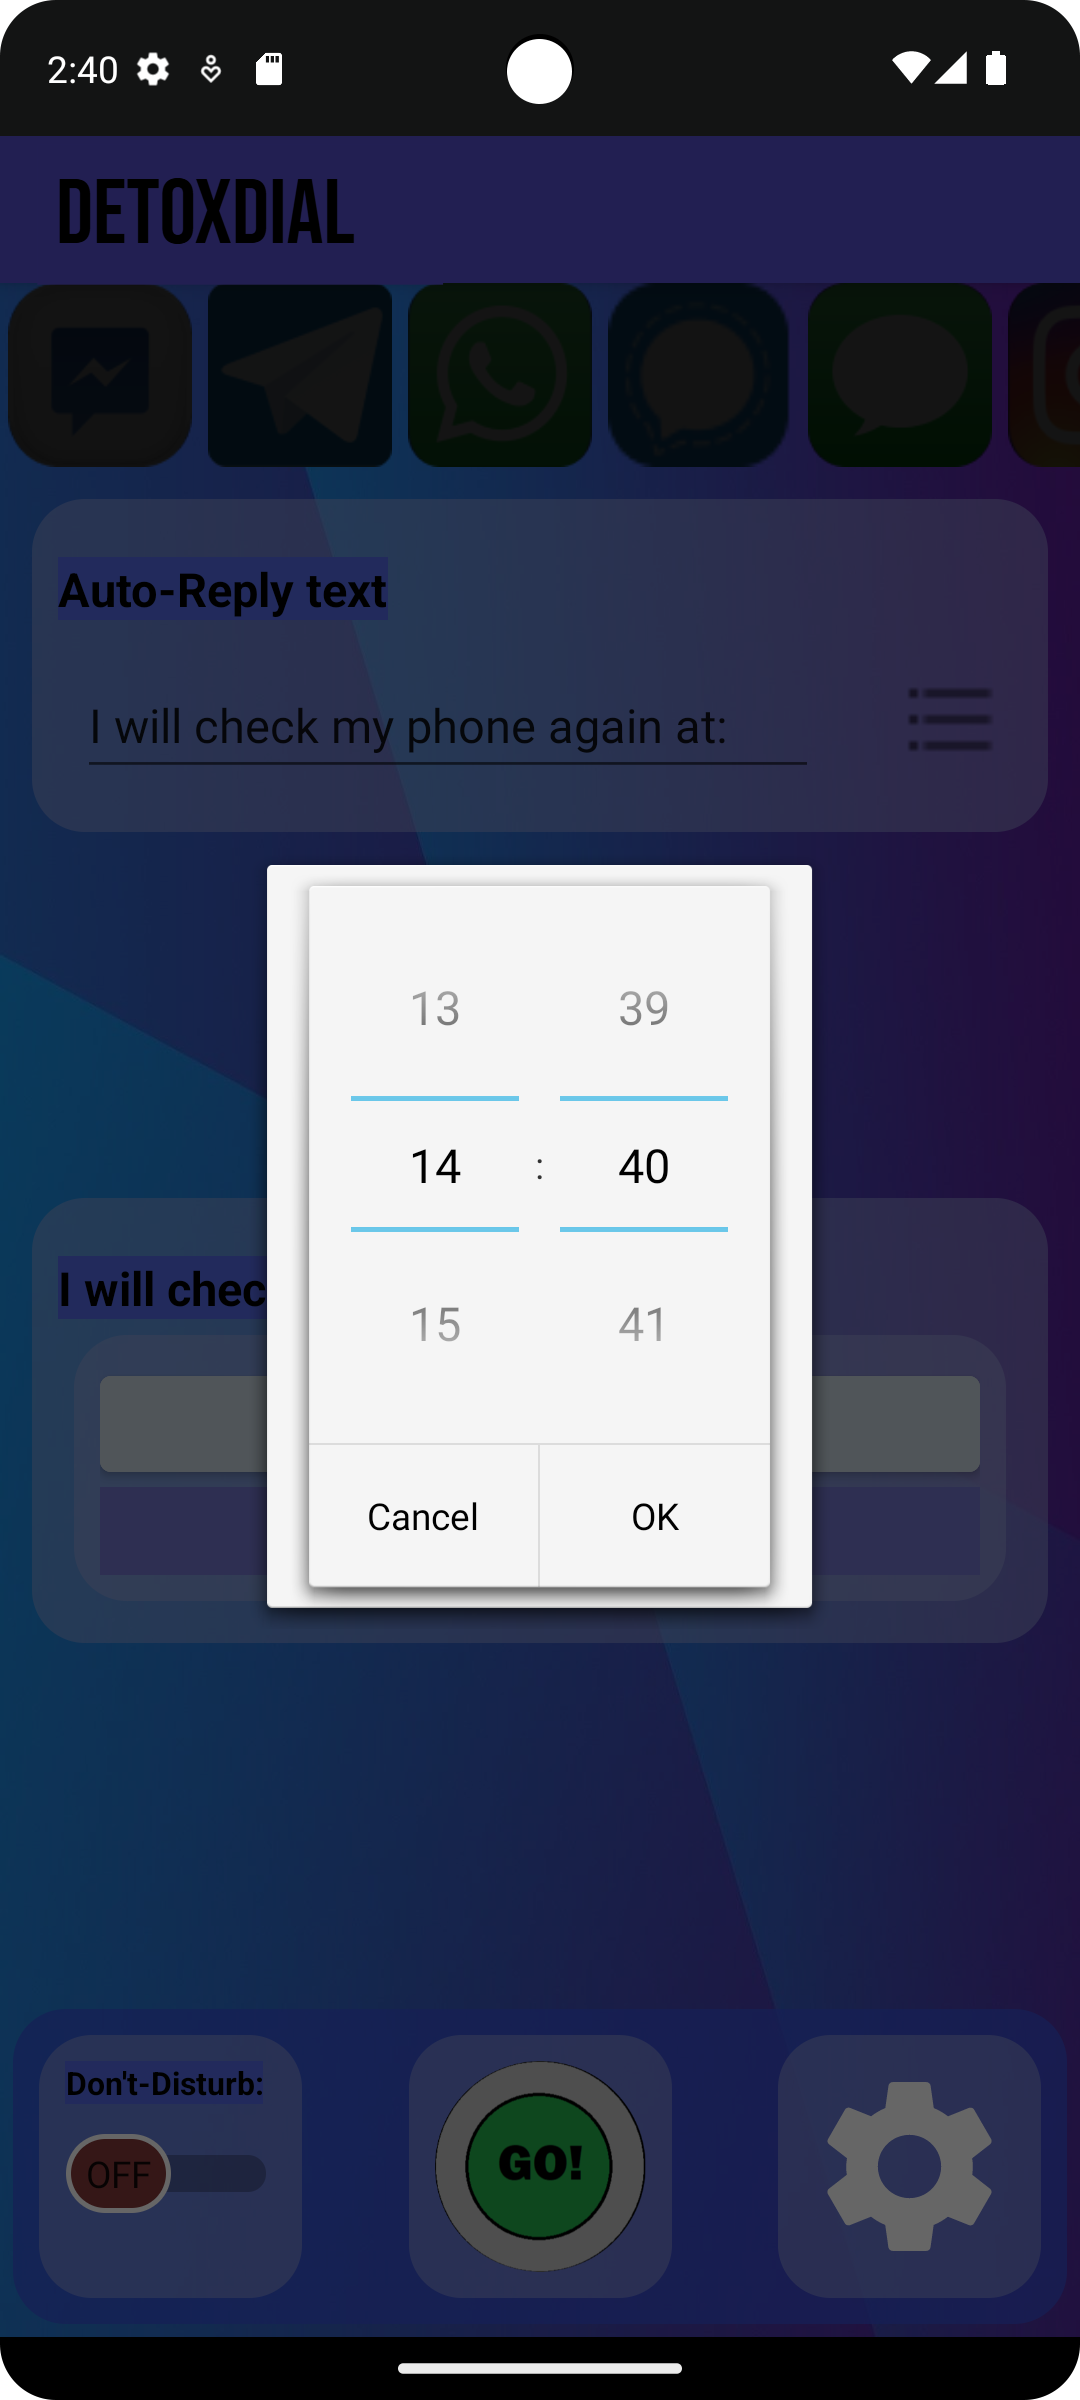 2:40
DETOXDIAL
Auto-Reply text
I will check my phone again at:
13 39
14 : 40
15 41
I will chec
Cancel OK
Don't-Disturb:
OFF
GO!